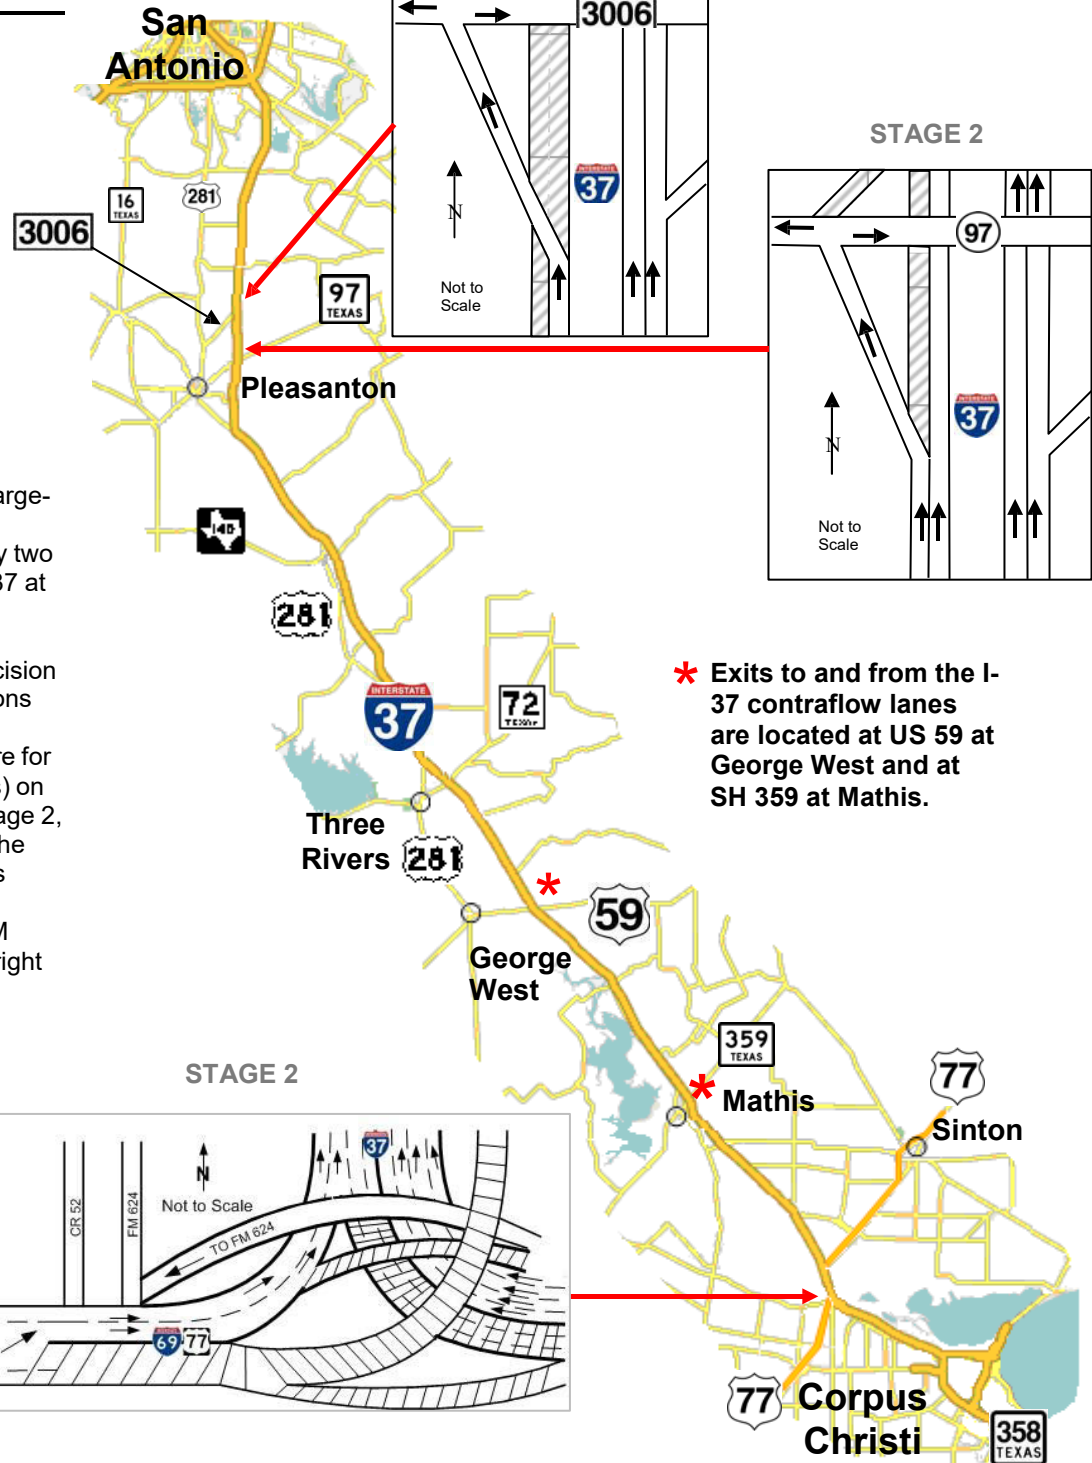 San
Antonio
3006
INTERSTATE
37
N
Not to
Scale
STAGE 2
97
INTERSTATE
37
N
Not to
Scale
16
TEXAS
281
3006
97
TEXAS
Pleasanton
281
INTERSTATE
37
72
Three
Rivers
281
* Exits to and from the I-
37 contraflow lanes
are located at US 59 at
George West and at
SH 359 at Mathis.
*
59
George
West
359
TEXAS
*
Mathis
77
Sinton
77
Corpus
Christi
358
TEXAS
arge-
y two
37 at
cision
ons
re for
s) on
age 2,
he
s
M
right
STAGE 2
CR 52
FM 624
N
Not to Scale
TO FM 624
37
69
77